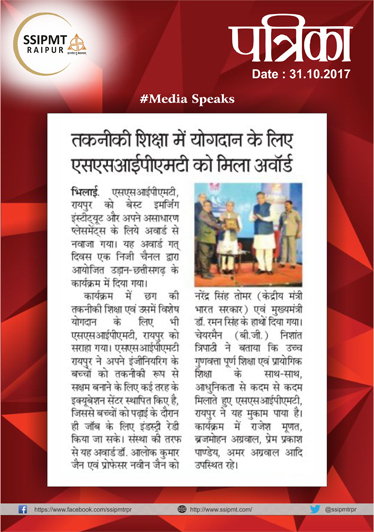 SSIPMT
RAIPUR
पत्रिका
Date : 31.10.2017
#Media Speaks
तकनीकी शिक्षा में योगदान के लिए
एसएसआईपीएमटी को मिला अवॉर्ड
भिलाई. एसएसआईपीएमटी,
रायपुर को बेस्ट इमर्जिंग
इंस्टीट्यूट और अपने असाधारण
प्लेसमेंट्स के लिये अवार्ड से
नवाजा गया। यह अवार्ड गत्
दिवस एक निजी चैनल द्वारा
आयोजित उड़ान-छत्तीसगढ़ के
कार्यक्रम में दिया गया।
कार्यक्रम में छग की
तकनीकी शिक्षा एवं उसमें विशेष
योगदान के लिए भी
एसएसआईपीएमटी, रायपुर को
सराहा गया। एसएसआईपीएमटी
रायपुर ने अपने इंजीनियरिंग के
बच्चों को तकनीकी रूप से
सक्षम बनाने के लिए कई तरह के
इक्यूबेशन सेंटर स्थापित किए है,
जिससे बच्चों को पढ़ाई के दौरान
ही जॉब के लिए इंडस्ट्री रेडी
किया जा सके। संस्था की तरफ
से यह अवार्ड डॉ. आलोक कुमार
जैन एवं प्रोफेसर नवीन जैन को
नरेंद्र सिंह तोमर (केंद्रीय मंत्री
भारत सरकार) एवं मुख्यमंत्री
डॉ. रमन सिंह के हाथों दिया गया।
चेयरमैन (बी.जी.) निशांत
त्रिपाठी ने बताया कि उच्च
गुणवत्ता पूर्ण शिक्षा एवं प्रायोगिक
शिक्षा के साथ-साथ,
आधुनिकता से कदम से कदम
मिलाते हुए एसएसआईपीएमटी,
रायपुर ने यह मुकाम पाया है।
कार्यक्रम में राजेश मूणत,
ब्रजमोहन अग्रवाल, प्रेम प्रकाश
पाण्डेय, अमर अग्रवाल आदि
उपस्थित रहे।
https://www.facebook.com/ssipmtrpr
http://www.ssipmt.com/
@ssipmtrpr